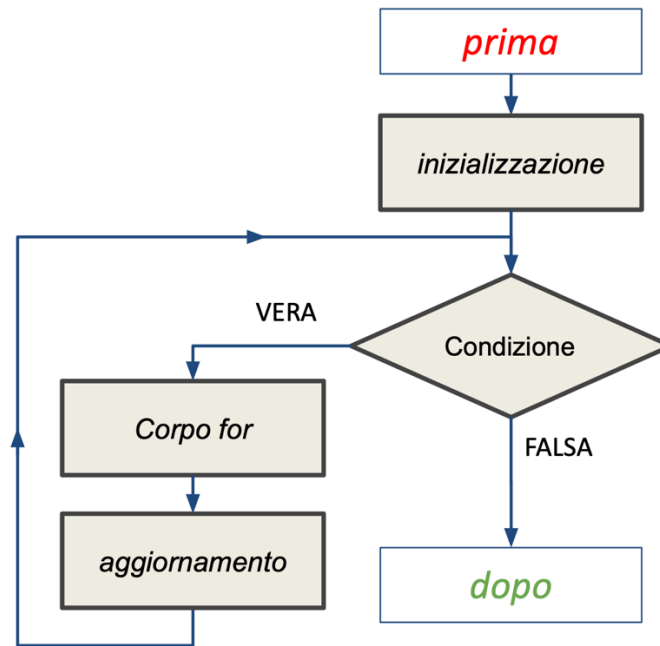 prima
inizializzazione
VERA
Condizione
Corpo for
FALSA
aggiornamento
dopo